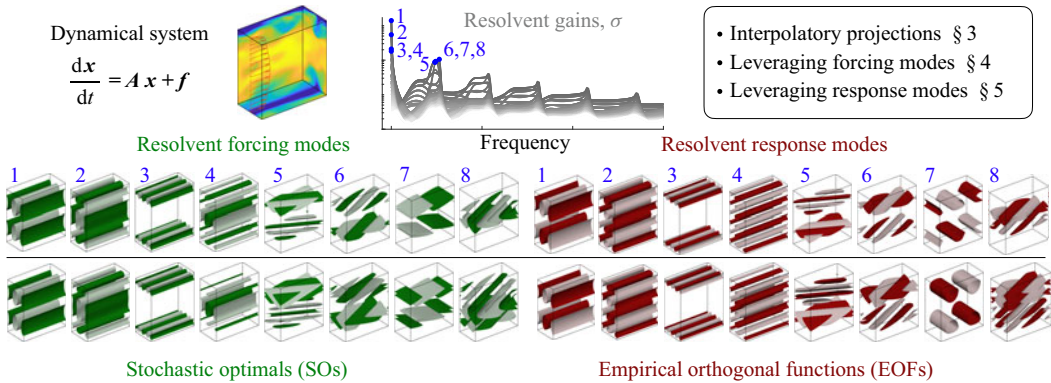 Dynamical system
dx/dt = A x + f
Resolvent gains, σ
1
2
3,4
5
6,7,8
Frequency
• Interpolatory projections § 3
• Leveraging forcing modes § 4
• Leveraging response modes § 5
Resolvent forcing modes
Resolvent response modes
1 2 3 4 5 6 7 8
1 2 3 4 5 6 7 8
Stochastic optimals (SOs)
Empirical orthogonal functions (EOFs)